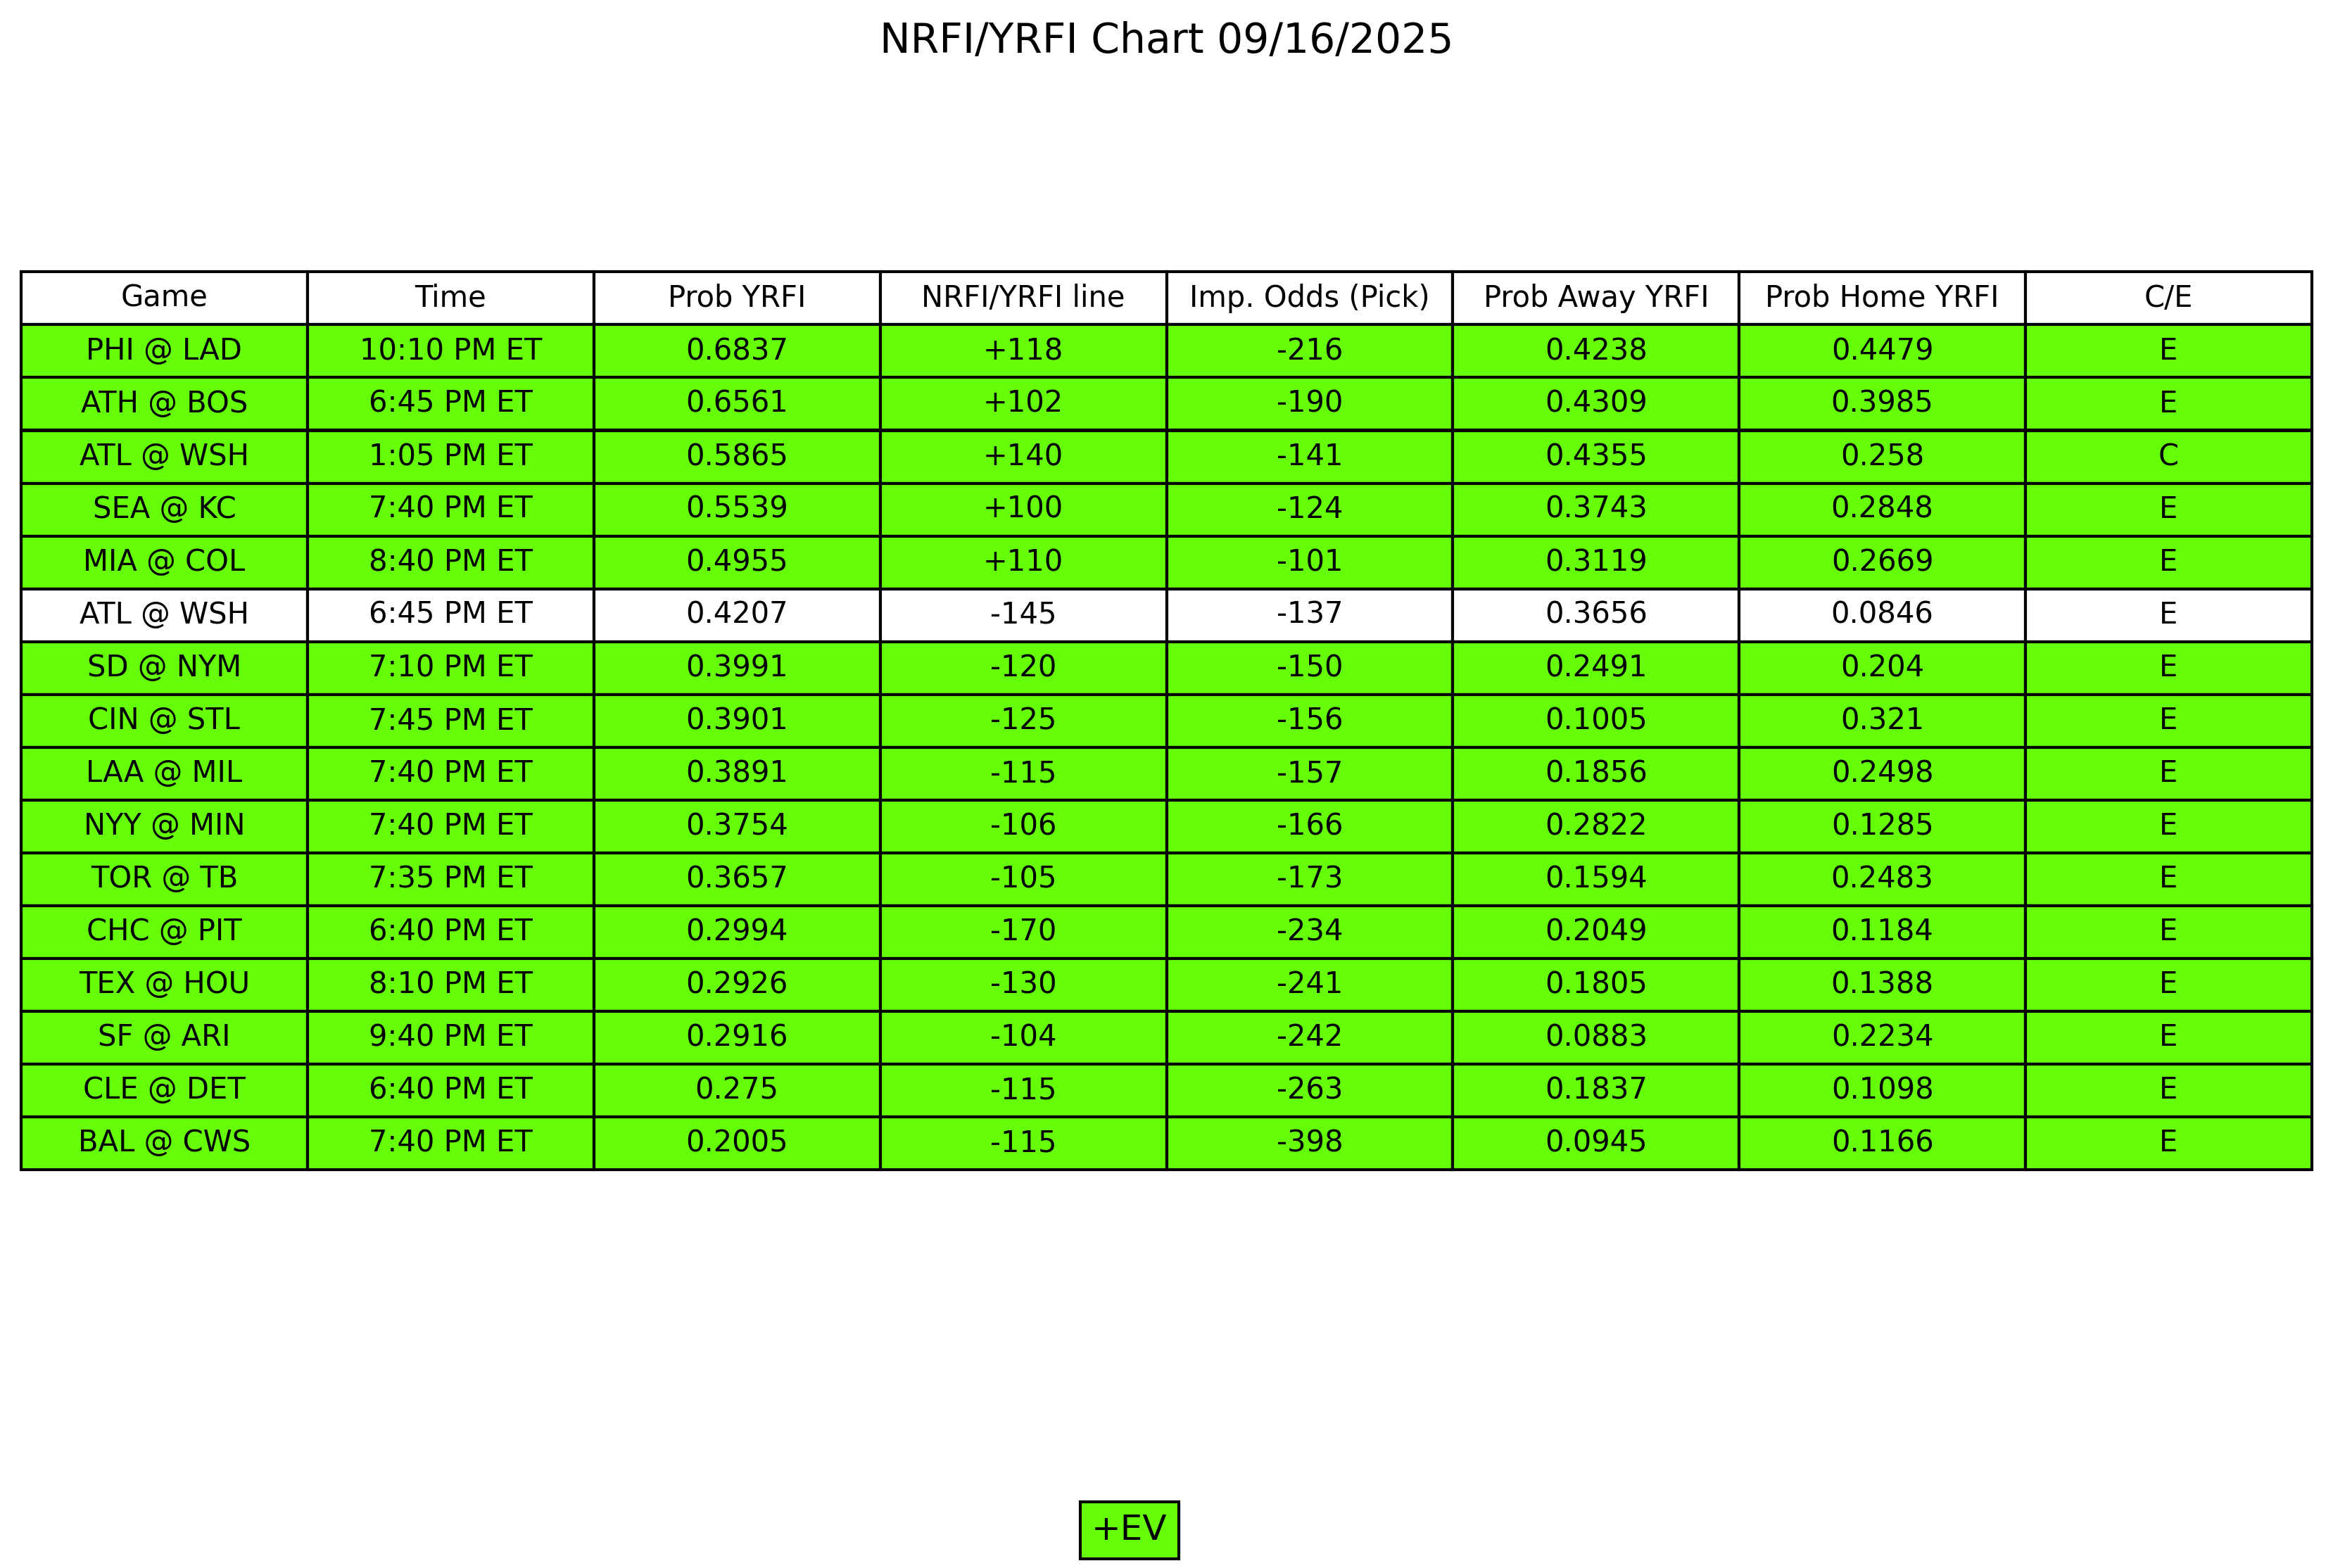 NRFI/YRFI Chart 09/16/2025
Game Time Prob YRFI NRFI/YRFI line Imp. Odds (Pick) Prob Away YRFI Prob Home YRFI C/E
PHI @ LAD 10:10 PM ET 0.6837 +118 -216 0.4238 0.4479 E
ATH @ BOS 6:45 PM ET 0.6561 +102 -190 0.4309 0.3985 E
ATL @ WSH 1:05 PM ET 0.5865 +140 -141 0.4355 0.258 C
SEA @ KC 7:40 PM ET 0.5539 +100 -124 0.3743 0.2848 E
MIA @ COL 8:40 PM ET 0.4955 +110 -101 0.3119 0.2669 E
ATL @ WSH 6:45 PM ET 0.4207 -145 -137 0.3656 0.0846 E
SD @ NYM 7:10 PM ET 0.3991 -120 -150 0.2491 0.204 E
CIN @ STL 7:45 PM ET 0.3901 -125 -156 0.1005 0.321 E
LAA @ MIL 7:40 PM ET 0.3891 -115 -157 0.1856 0.2498 E
NYY @ MIN 7:40 PM ET 0.3754 -106 -166 0.2822 0.1285 E
TOR @ TB 7:35 PM ET 0.3657 -105 -173 0.1594 0.2483 E
CHC @ PIT 6:40 PM ET 0.2994 -170 -234 0.2049 0.1184 E
TEX @ HOU 8:10 PM ET 0.2926 -130 -241 0.1805 0.1388 E
SF @ ARI 9:40 PM ET 0.2916 -104 -242 0.0883 0.2234 E
CLE @ DET 6:40 PM ET 0.275 -115 -263 0.1837 0.1098 E
BAL @ CWS 7:40 PM ET 0.2005 -115 -398 0.0945 0.1166 E
+EV